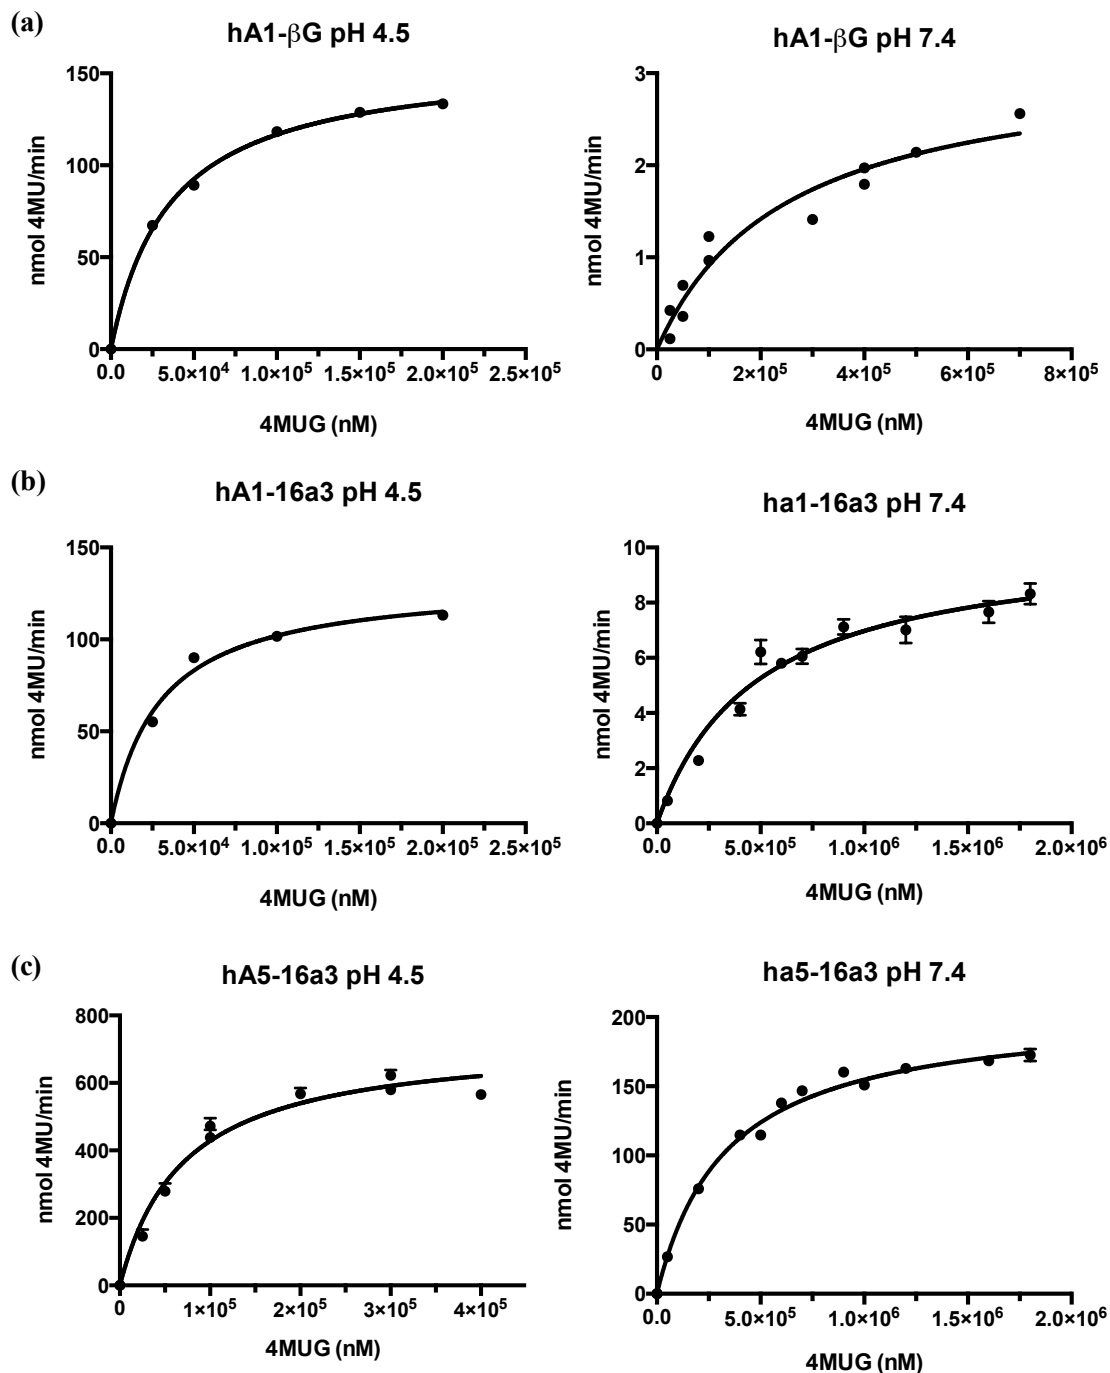 (a)
hA1-βG pH 4.5
hA1-βG pH 7.4
nmol 4MU/min
150
100
50
0
0.0 5.0×10⁴ 1.0×10⁵ 1.5×10⁵ 2.0×10⁵ 2.5×10⁵
4MUG (nM)
nmol 4MU/min
3
2
1
0
0 2×10⁵ 4×10⁵ 6×10⁵ 8×10⁵
4MUG (nM)
(b)
hA1-16a3 pH 4.5
ha1-16a3 pH 7.4
nmol 4MU/min
150
100
50
0
0.0 5.0×10⁴ 1.0×10⁵ 1.5×10⁵ 2.0×10⁵ 2.5×10⁵
4MUG (nM)
nmol 4MU/min
10
8
6
4
2
0
0.0 5.0×10⁵ 1.0×10⁶ 1.5×10⁶ 2.0×10⁶
4MUG (nM)
(c)
hA5-16a3 pH 4.5
ha5-16a3 pH 7.4
nmol 4MU/min
800
600
400
200
0
0 1×10⁵ 2×10⁵ 3×10⁵ 4×10⁵
4MUG (nM)
nmol 4MU/min
200
150
100
50
0
0.0 5.0×10⁵ 1.0×10⁶ 1.5×10⁶ 2.0×10⁶
4MUG (nM)